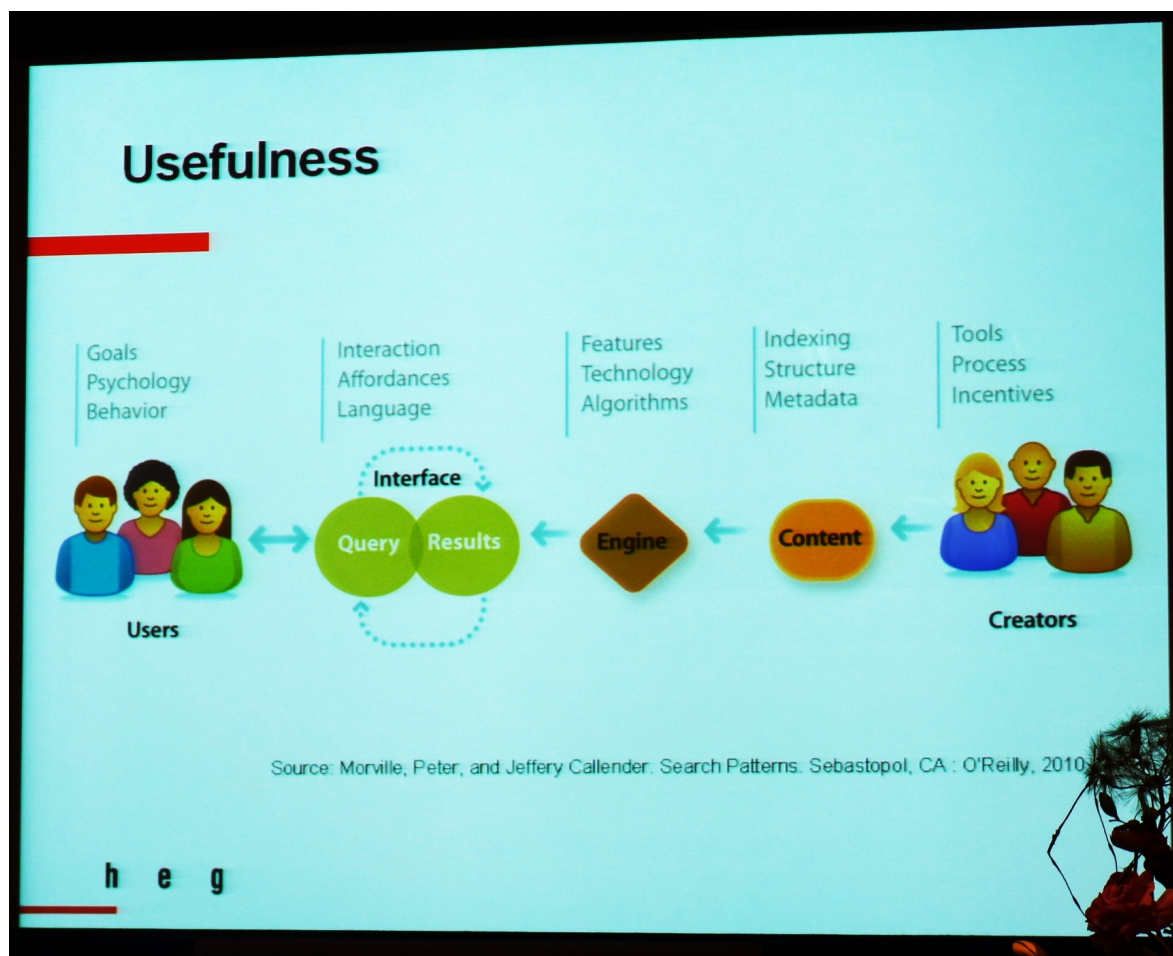 Usefulness
Goals
Psychology
Behavior
Interaction
Affordances
Language
Features
Technology
Algorithms
Indexing
Structure
Metadata
Tools
Process
Incentives
Interface
Query
Results
Engine
Content
Users
Creators
Source: Morville, Peter, and Jeffery Callender. Search Patterns. Sebastopol, CA : O'Reilly, 2010
h e g